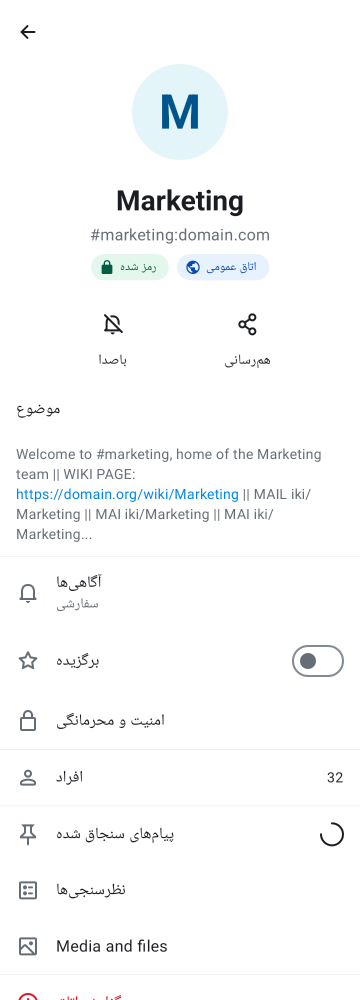 M
Marketing
#marketing:domain.com
رمز شده
اتاق عمومی
باصدا
هم‌رسانی
موضوع
Welcome to #marketing, home of the Marketing
team || WIKI PAGE:
https://domain.org/wiki/Marketing || MAIL iki/
Marketing || MAI iki/Marketing || MAI iki/
Marketing...
آگاهی‌ها
سفارشی
برگزیده
امنیت و محرمانگی
افراد
32
پیام‌های سنجاق شده
نظرسنجی‌ها
Media and files